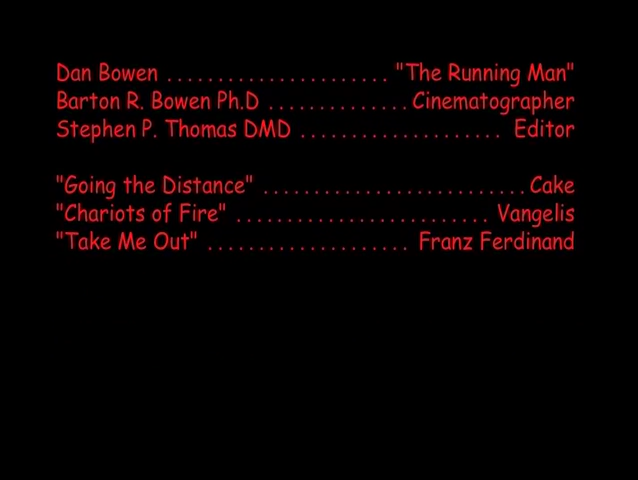 Dan Bowen ...................... "The Running Man"
Barton R. Bowen Ph.D .............. Cinematographer
Stephen P. Thomas DMD .................... Editor
"Going the Distance" .......................... Cake
"Chariots of Fire" ......................... Vangelis
"Take Me Out" .................... Franz Ferdinand